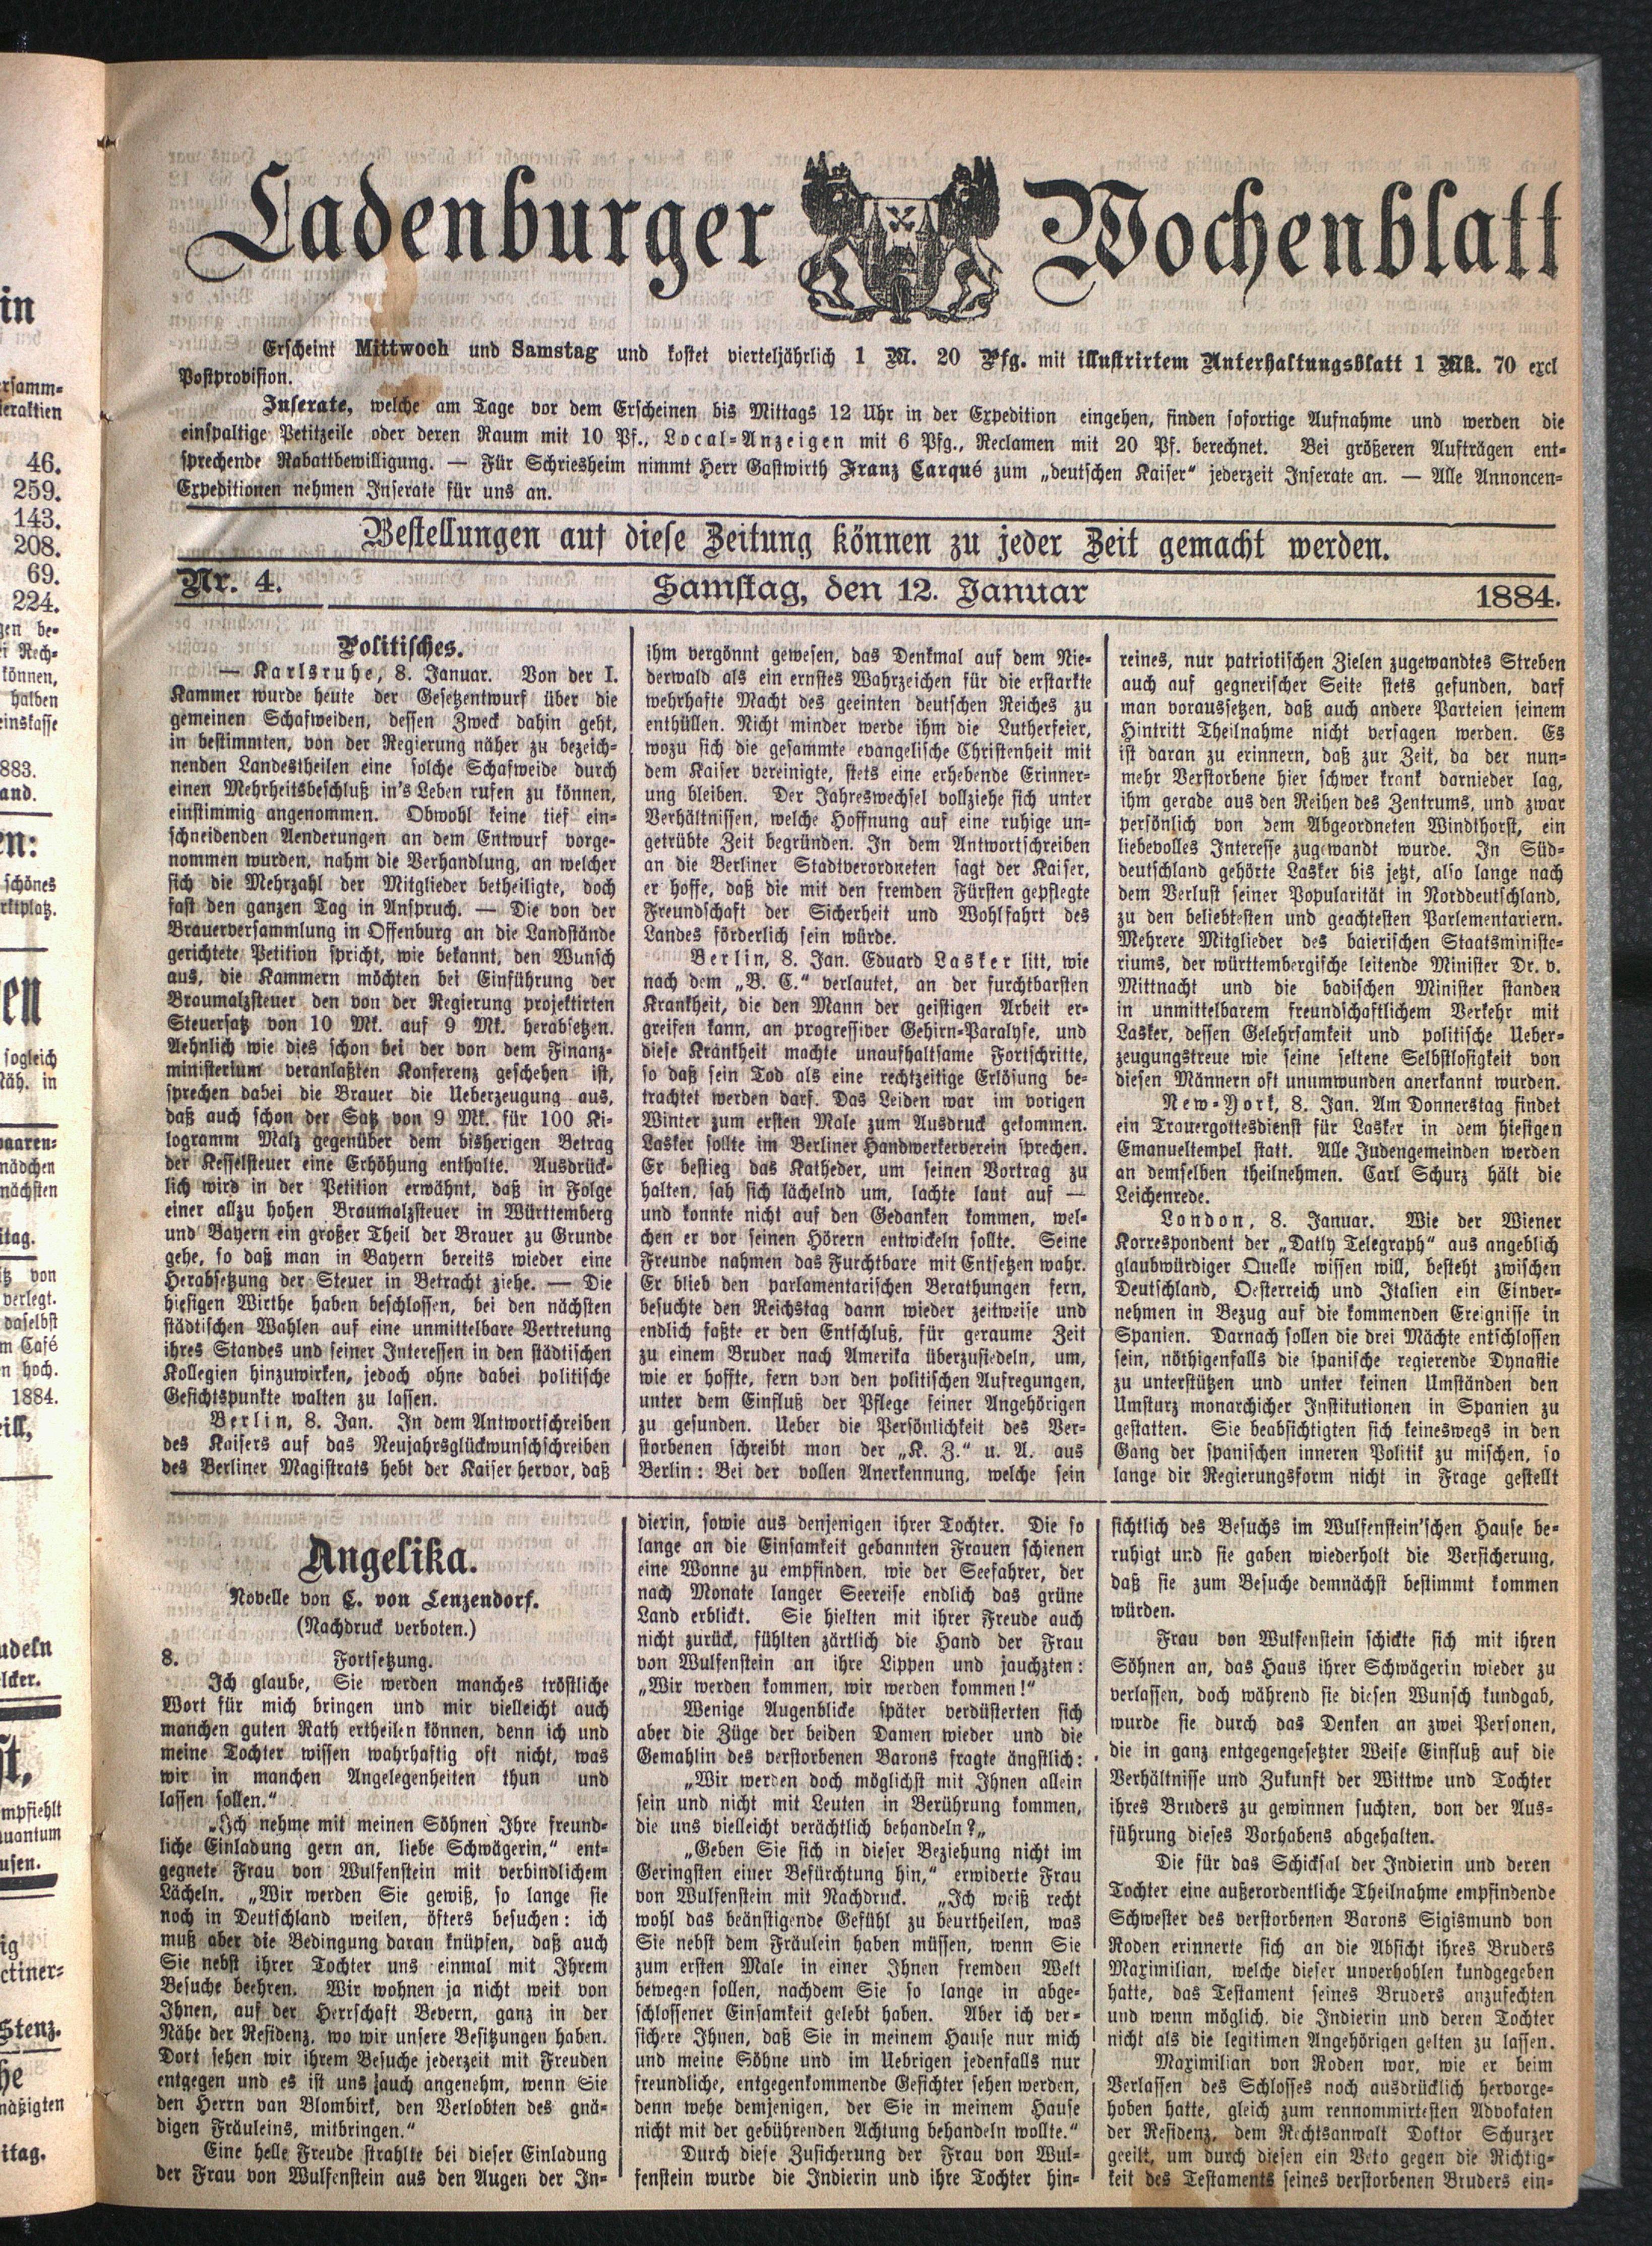 Ladenburger Wochenblatt
Erscheint Mittwoch und Samstag und kostet vierteljährlich 1 M. 20 Pfg. mit illustrirtem Unterhaltungsblatt 1 Mk. 70 excl
Postprovision.
Inserate, welche am Tage vor dem Erscheinen bis Mittags 12 Uhr in der Expedition eingehen, finden sofortige Aufnahme und werden die
einspaltige Petitzeile oder deren Raum mit 10 Pf., Local-Anzeigen mit 6 Pfg., Reclamen mit 20 Pf. berechnet. Bei größeren Aufträgen ent-
sprechende Rabattbewilligung. — Für Schriesheim nimmt Herr Gastwirth Franz Carqué zum „deutschen Kaiser“ jederzeit Inserate an. — Alle Annoncen-
Expeditionen nehmen Inserate für uns an.
Bestellungen auf diese Zeitung können zu jeder Zeit gemacht werden.
Nr. 4. Samstag, den 12. Januar 1884.
Politisches.
— Karlsruhe, 8. Januar. Von der I.
Kammer wurde heute der Gesetzentwurf über die
gemeinen Schafweiden, dessen Zweck dahin geht,
in bestimmten, von der Regierung näher zu bezeich-
nenden Landestheilen eine solche Schafweide durch
einen Mehrheitsbeschluß in's Leben rufen zu können,
einstimmig angenommen. Obwohl keine tief ein-
schneidenden Aenderungen an dem Entwurf vorge-
nommen wurden, nahm die Verhandlung, an welcher
sich die Mehrzahl der Mitglieder betheiligte, doch
fast den ganzen Tag in Anspruch. — Die von der
Brauerversammlung in Offenburg an die Landstände
gerichtete Petition spricht, wie bekannt, den Wunsch
aus, die Kammern möchten bei Einführung der
Braumalzsteuer den von der Regierung projektirten
Steuersatz von 10 Mk. auf 9 Mk. herabsetzen.
Aehnlich wie dies schon bei der von dem Finanz-
ministerium veranlaßten Konferenz geschehen ist,
sprechen dabei die Brauer die Ueberzeugung aus,
daß auch schon der Satz von 9 Mk. für 100 Ki-
logramm Malz gegenüber dem bisherigen Betrag
der Kesselsteuer eine Erhöhung enthalte. Ausdrück-
lich wird in der Petition erwähnt, daß in Folge
einer allzu hohen Braumalzsteuer in Württemberg
und Bayern ein großer Theil der Brauer zu Grunde
gehe, so daß man in Bayern bereits wieder eine
Herabsetzung der Steuer in Betracht ziehe. — Die
hiesigen Wirthe haben beschlossen, bei den nächsten
städtischen Wahlen auf eine unmittelbare Vertretung
ihres Standes und seiner Interessen in den städtischen
Kollegien hinzuwirken, jedoch ohne dabei politische
Gesichtspunkte walten zu lassen.
Berlin, 8. Jan. In dem Antwortschreiben
des Kaisers auf das Neujahrsglückwunschschreiben
des Berliner Magistrats hebt der Kaiser hervor, daß
ihm vergönnt gewesen, das Denkmal auf dem Nie-
derwald als ein ernstes Wahrzeichen für die erstarkte
wehrhafte Macht des geeinten deutschen Reiches zu
enthüllen. Nicht minder werde ihm die Lutherfeier,
wozu sich die gesammte evangelische Christenheit mit
dem Kaiser vereinigte, stets eine erhebende Erinner-
ung bleiben. Der Jahreswechsel vollziehe sich unter
Verhältnissen, welche Hoffnung auf eine ruhige un-
getrübte Zeit begründen. In dem Antwortschreiben
an die Berliner Stadtverordneten sagt der Kaiser,
er hoffe, daß die mit den fremden Fürsten gepflegte
Freundschaft der Sicherheit und Wohlfahrt des
Landes förderlich sein würde.
Berlin, 8. Jan. Eduard Lasker litt, wie
nach dem „B. C.“ verlautet, an der furchtbarsten
Krankheit, die den Mann der geistigen Arbeit er-
greifen kann, an progressiver Gehirn-Paralyse, und
diese Krankheit machte unaufhaltsame Fortschritte,
so daß sein Tod als eine rechtzeitige Erlösung be-
trachtet werden darf. Das Leiden war im vorigen
Winter zum ersten Male zum Ausdruck gekommen.
Lasker sollte im Berliner Handwerkerverein sprechen.
Er bestieg das Katheder, um seinen Vortrag zu
halten, sah sich lächelnd um, lachte laut auf —
und konnte nicht auf den Gedanken kommen, wel-
chen er vor seinen Hörern entwickeln sollte. Seine
Freunde nahmen das Furchtbare mit Entsetzen wahr.
Er blieb den parlamentarischen Berathungen fern,
besuchte den Reichstag dann wieder zeitweise und
endlich faßte er den Entschluß, für geraume Zeit
zu einem Bruder nach Amerika überzusiedeln, um,
wie er hoffte, fern von den politischen Aufregungen,
unter dem Einfluß der Pflege seiner Angehörigen
zu gesunden. Ueber die Persönlichkeit des Ver-
storbenen schreibt man der „K. Z.“ u. A. aus
Berlin: Bei der vollen Anerkennung, welche sein
reines, nur patriotischen Zielen zugewandtes Streben
auch auf gegnerischer Seite stets gefunden, darf
man voraussetzen, daß auch andere Parteien seinem
Hintritt Theilnahme nicht versagen werden. Es
ist daran zu erinnern, daß zur Zeit, da der nun-
mehr Verstorbene hier schwer krank darnieder lag,
ihm gerade aus den Reihen des Zentrums, und zwar
persönlich von dem Abgeordneten Windthorst, ein
liebevolles Interesse zugewandt wurde. In Süd-
deutschland gehörte Lasker bis jetzt, also lange nach
dem Verlust seiner Popularität in Norddeutschland,
zu den beliebtesten und geachtesten Parlementariern.
Mehrere Mitglieder des baierischen Staatsministe-
riums, der württembergische leitende Minister Dr. v.
Mittnacht und die badischen Minister standen
in unmittelbarem freundschaftlichem Verkehr mit
Lasker, dessen Gelehrsamkeit und politische Ueber-
zeugungstreue wie seine seltene Selbstlosigkeit von
diesen Männern oft unumwunden anerkannt wurden.
New-York, 8. Jan. Am Donnerstag findet
ein Trauergottesdienst für Lasker in dem hiesigen
Emanueltempel statt. Alle Judengemeinden werden
an demselben theilnehmen. Carl Schurz hält die
Leichenrede.
London, 8. Januar. Wie der Wiener
Korrespondent der „Datly Telegraph“ aus angeblich
glaubwürdiger Quelle wissen will, besteht zwischen
Deutschland, Oesterreich und Italien ein Einver-
nehmen in Bezug auf die kommenden Ereignisse in
Spanien. Darnach sollen die drei Mächte entschlossen
sein, nöthigenfalls die spanische regierende Dynastie
zu unterstützen und unter keinen Umständen den
Umsturz monarchicher Institutionen in Spanien zu
gestatten. Sie beabsichtigten sich keineswegs in den
Gang der spanischen inneren Politik zu mischen, so
lange dir Regierungsform nicht in Frage gestellt
Angelika.
Novelle von C. von Lenzendorf.
(Nachdruck verboten.)
8. Fortsetzung.
Ich glaube, Sie werden manches tröstliche
Wort für mich bringen und mir vielleicht auch
manchen guten Rath ertheilen können, denn ich und
meine Tochter wissen wahrhaftig oft nicht, was
wir in manchen Angelegenheiten thun und
lassen sollen.“
„Ich nehme mit meinen Söhnen Ihre freund-
liche Einladung gern an, liebe Schwägerin,“ ent-
gegnete Frau von Wulfenstein mit verbindlichem
Lächeln. „Wir werden Sie gewiß, so lange sie
noch in Deutschland weilen, öfters besuchen: ich
muß aber die Bedingung daran knüpfen, daß auch
Sie nebst ihrer Tochter uns einmal mit Ihrem
Besuche beehren. Wir wohnen ja nicht weit von
Ihnen, auf der Herrschaft Bevern, ganz in der
Nähe der Residenz, wo wir unsere Besitzungen haben.
Dort sehen wir ihrem Besuche jederzeit mit Freuden
entgegen und es ist uns auch angenehm, wenn Sie
den Herrn van Blombirk, den Verlobten des gnä-
digen Fräuleins, mitbringen.“
Eine helle Freude strahlte bei dieser Einladung
der Frau von Wulfenstein aus den Augen der In-
dierin, sowie aus denjenigen ihrer Tochter. Die so
lange an die Einsamkeit gebannten Frauen schienen
eine Wonne zu empfinden, wie der Seefahrer, der
nach Monate langer Seereise endlich das grüne
Land erblickt. Sie hielten mit ihrer Freude auch
nicht zurück, fühlten zärtlich die Hand der Frau
von Wulfenstein an ihre Lippen und jauchzten:
„Wir werden kommen, wir werden kommen!“
Wenige Augenblicke später verdüsterten sich
aber die Züge der beiden Damen wieder und die
Gemahlin des verstorbenen Barons fragte ängstlich:
„Wir werden doch möglichst mit Ihnen allein
sein und nicht mit Leuten in Berührung kommen,
die uns vielleicht verächtlich behandeln?„
„Geben Sie sich in dieser Beziehung nicht im
Geringsten einer Befürchtung hin,“ erwiderte Frau
von Wulfenstein mit Nachdruck. „Ich weiß recht
wohl das beänstigende Gefühl zu beurtheilen, was
Sie nebst dem Fräulein haben müssen, wenn Sie
zum ersten Male in einer Ihnen fremden Welt
bewegen sollen, nachdem Sie so lange in abge-
schlossener Einsamkeit gelebt haben. Aber ich ver-
sichere Ihnen, daß Sie in meinem Hause nur mich
und meine Söhne und im Uebrigen jedenfalls nur
freundliche, entgegenkommende Gesichter sehen werden,
denn wehe demjenigen, der Sie in meinem Hause
nicht mit der gebührenden Achtung behandeln wollte.“
Durch diese Zusicherung der Frau von Wul-
fenstein wurde die Indierin und ihre Tochter hin-
sichtlich des Besuchs im Wulfenstein'schen Hause be-
ruhigt und sie gaben wiederholt die Versicherung,
daß sie zum Besuche demnächst bestimmt kommen
würden.
Frau von Wulfenstein schickte sich mit ihren
Söhnen an, das Haus ihrer Schwägerin wieder zu
verlassen, doch während sie diesen Wunsch kundgab,
wurde sie durch das Denken an zwei Personen,
die in ganz entgegengesetzter Weise Einfluß auf die
Verhältnisse und Zukunft der Wittwe und Tochter
ihres Bruders zu gewinnen suchten, von der Aus-
führung dieses Vorhabens abgehalten.
Die für das Schicksal der Indierin und deren
Tochter eine außerordentliche Theilnahme empfindende
Schwester des verstorbenen Barons Sigismund von
Roden erinnerte sich an die Absicht ihres Bruders
Maximilian, welche dieser unverhohlen kundgegeben
hatte, das Testament seines Bruders anzufechten
und wenn möglich, die Indierin und deren Tochter
nicht als die legitimen Angehörigen gelten zu lassen.
Maximilian von Roden war, wie er beim
Verlassen des Schlosses noch ausdrücklich hervorge-
hoben hatte, gleich zum rennommirtesten Advokaten
der Residenz, dem Rechtsanwalt Doktor Schurzer
geeilt, um durch diesen ein Veto gegen die Richtig-
keit des Testaments seines verstorbenen Bruders ein-